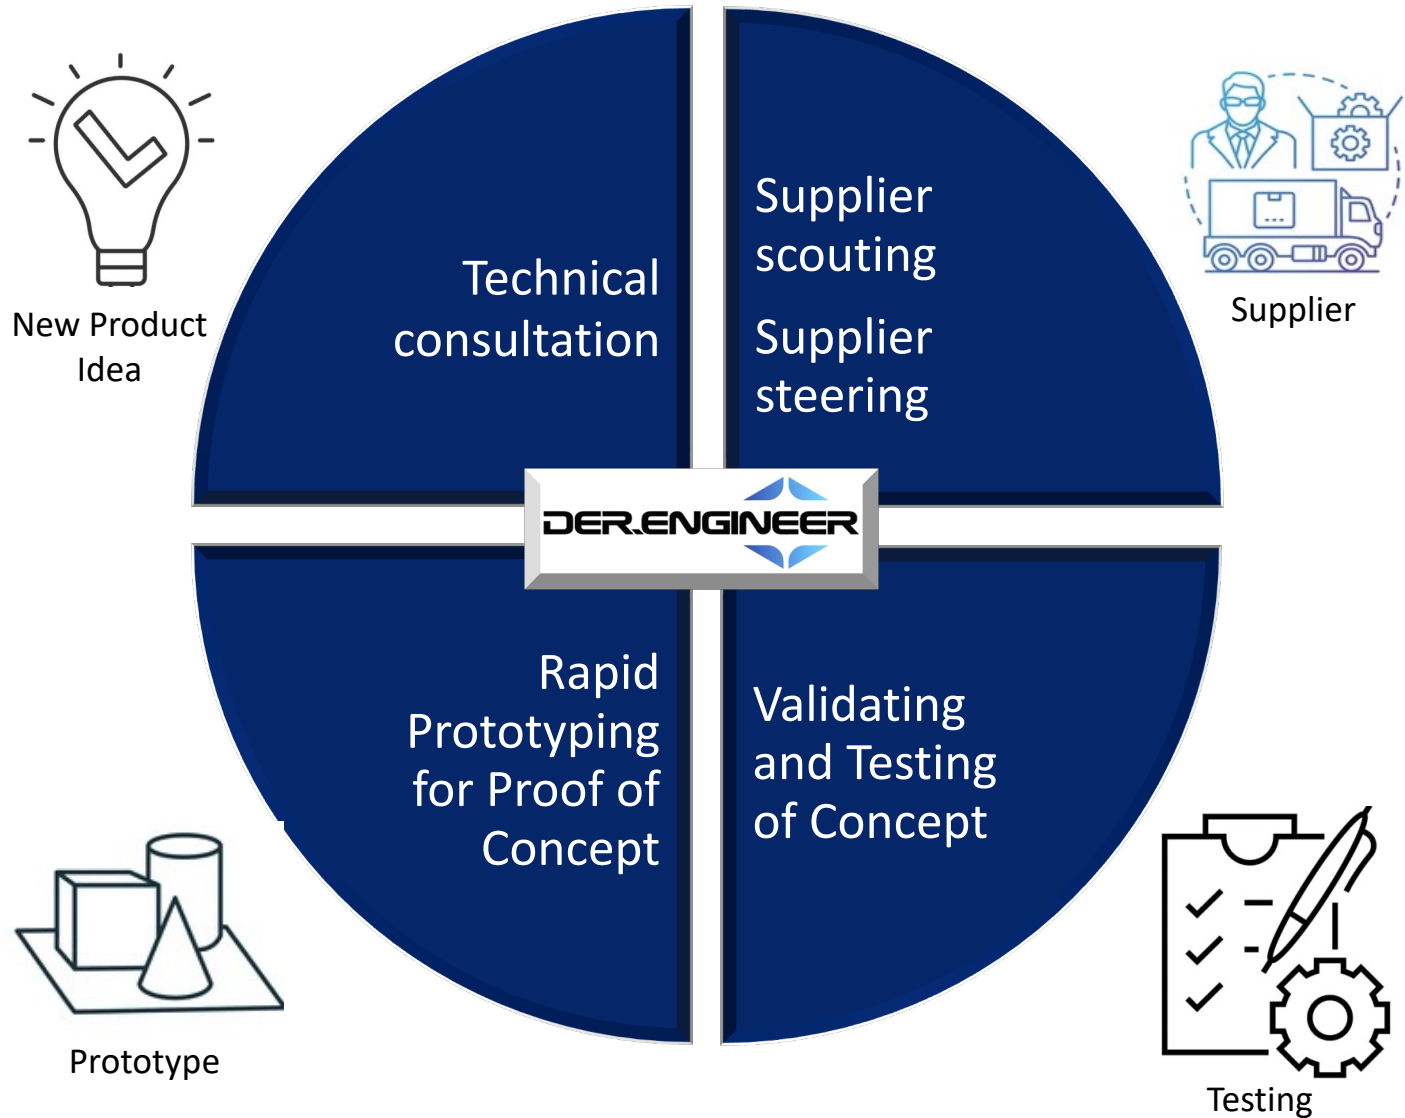 New Product
Idea
Technical
consultation
Supplier
scouting
Supplier
steering
Supplier
DER.ENGINEER
Rapid
Prototyping
for Proof of
Concept
Validating
and Testing
of Concept
Prototype
Testing